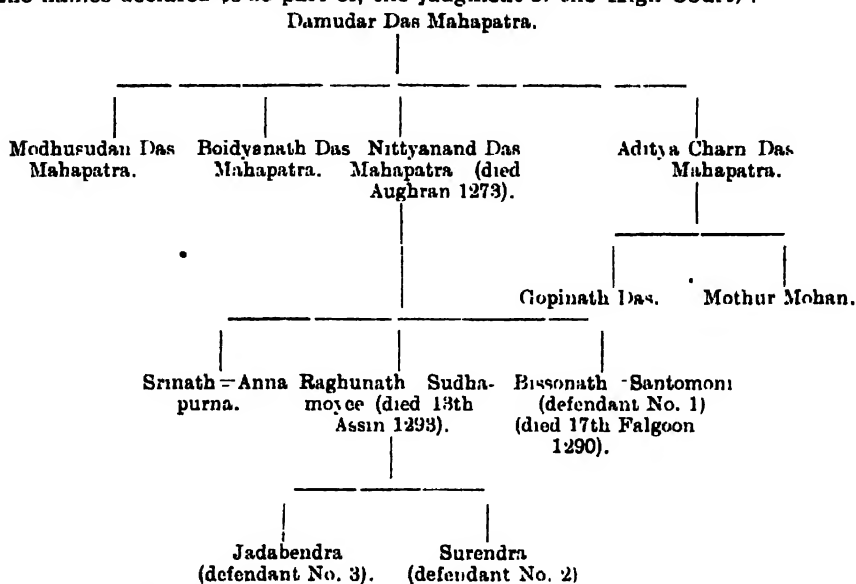 the names declared to be part of, the judgment of the High Court) :
Damudar Das Mahapatra.
Modhusudan Das Boidyanath Das Nittyanand Das Aditya Charn Das
Mahapatra. Mahapatra. Mahapatra (died Mahapatra.
Aughran 1273).
Gopinath Das. Mothur Mohan.
Srinath=Anna Raghunath Sudha- Bissonath -Santomoni
purna. moyee (died 13th (defendant No. 1)
Assin 1293). (died 17th Falgoon
1290).
Jadabendra Surendra
(defendant No. 3). (defendant No. 2)